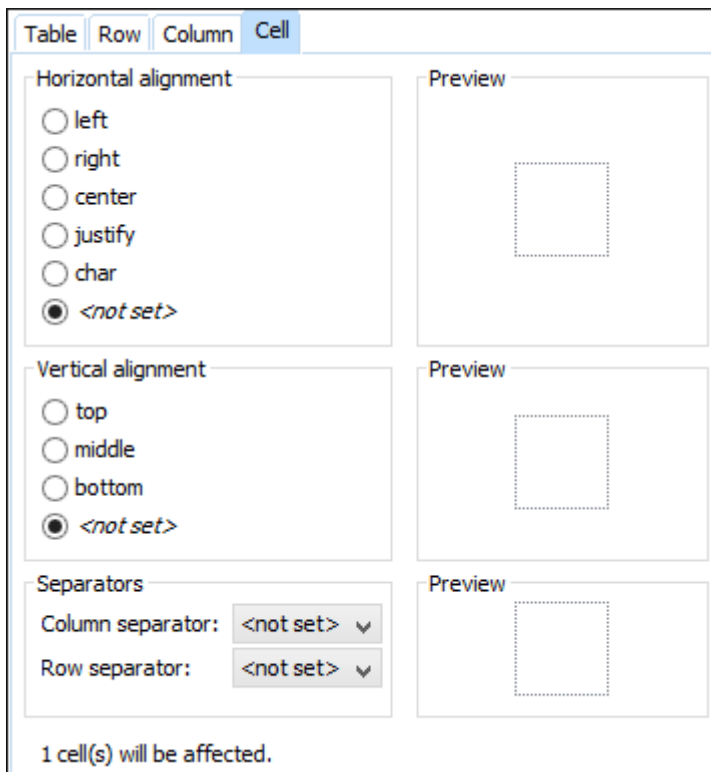 Table Row Column Cell
Horizontal alignment
left
right
center
justify
char
<not set>
Preview
Vertical alignment
top
middle
bottom
<not set>
Preview
Separators
Column separator: <not set>
Row separator: <not set>
Preview
1 cell(s) will be affected.